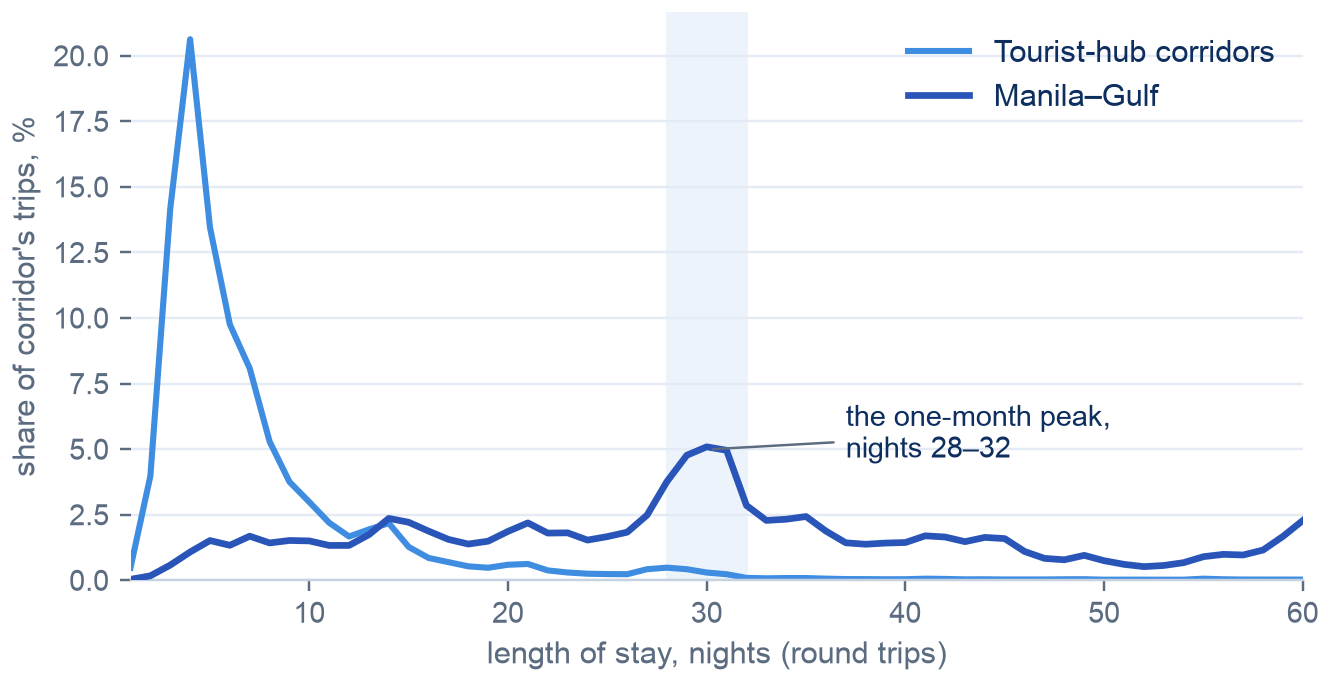 Tourist-hub corridors
Manila–Gulf
share of corridor's trips, %
20.0
17.5
15.0
12.5
10.0
7.5
5.0
2.5
0.0
the one-month peak,
nights 28–32
10 20 30 40 50 60
length of stay, nights (round trips)